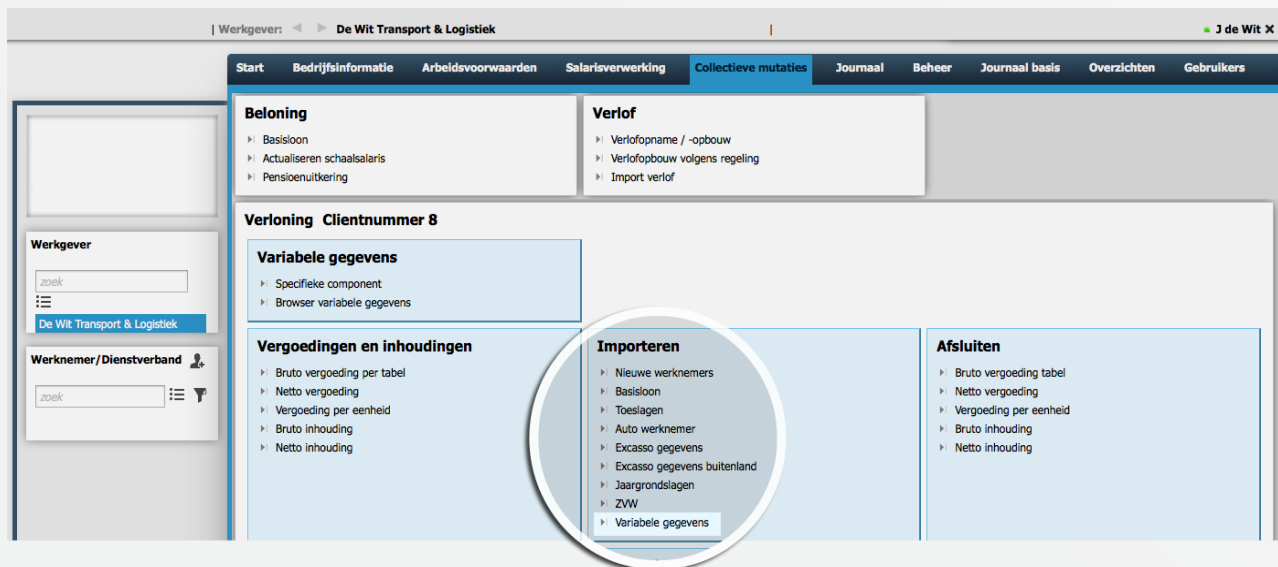 | Werkgever: De Wit Transport & Logistiek | J de Wit X
Start Bedrijfsinformatie Arbeidsvoorwaarden Salarisverwerking Collectieve mutaties Journaal Beheer Journaal basis Overzichten Gebruikers
Beloning
Basisloon
Actualiseren schaalsalaris
Pensioenuitkering
Verlof
Verlofopname / -opbouw
Verlofopbouw volgens regeling
Import verlof
Werkgever
zoek
De Wit Transport & Logistiek
Werknemer/Dienstverband
zoek
Verloning Clientnummer 8
Variabele gegevens
Specifieke component
Browser variabele gegevens
Vergoedingen en inhoudingen
Bruto vergoeding per tabel
Netto vergoeding
Vergoeding per eenheid
Bruto inhouding
Netto inhouding
Importeren
Nieuwe werknemers
Basisloon
Toeslagen
Auto werknemer
Excasso gegevens
Excasso gegevens buitenland
Jaargrondslagen
ZVW
Variabele gegevens
Afsluiten
Bruto vergoeding tabel
Netto vergoeding
Vergoeding per eenheid
Bruto inhouding
Netto inhouding